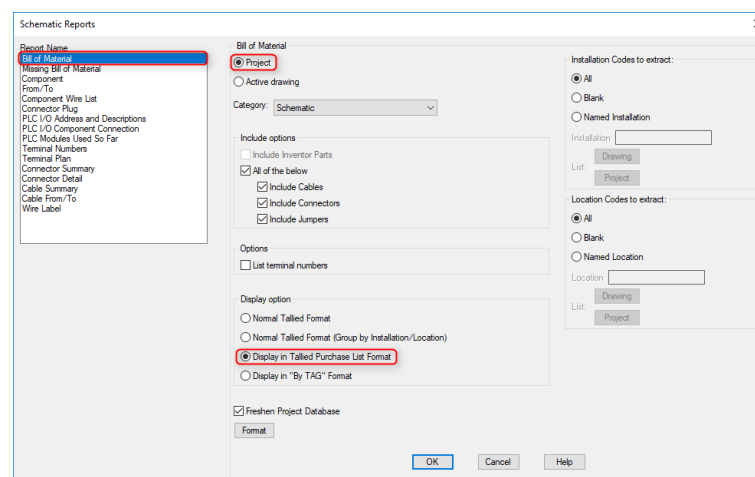 Schematic Reports
Report Name
Bill of Material
Missing Bill of Material
Component
From/To
Component Wire List
Connector Plug
PLC I/O Address and Descriptions
PLC I/O Component Connection
PLC Modules Used So Far
Terminal Numbers
Terminal Plan
Connector Summary
Connector Detail
Cable Summary
Cable From/To
Wire Label
Bill of Material
Project
Active drawing
Category: Schematic
Include options
Include Inventor Parts
All of the below
Include Cables
Include Connectors
Include Jumpers
Options
List terminal numbers
Display option
Normal Tallied Format
Normal Tallied Format (Group by Installation/Location)
Display in Tallied Purchase List Format
Display in "By TAG" Format
Freshen Project Database
Format
Installation Codes to extract:
All
Blank
Named Installation
Installation
List: Drawing
Project
Location Codes to extract:
All
Blank
Named Location
Location
List: Drawing
Project
OK Cancel Help